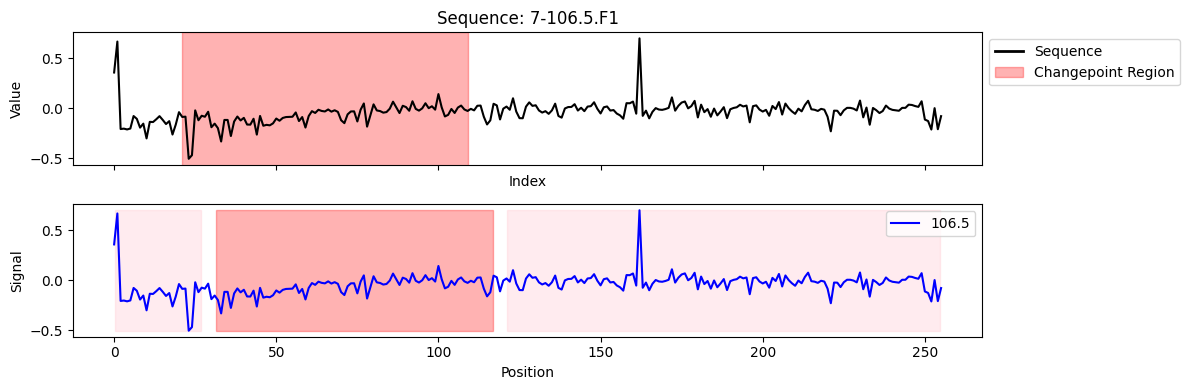 Sequence: 7-106.5.F1
0.5
0.0
−0.5
Value
Index
Sequence
Changepoint Region
0.5
0.0
−0.5
Signal
106.5
0
50
100
150
200
250
Position